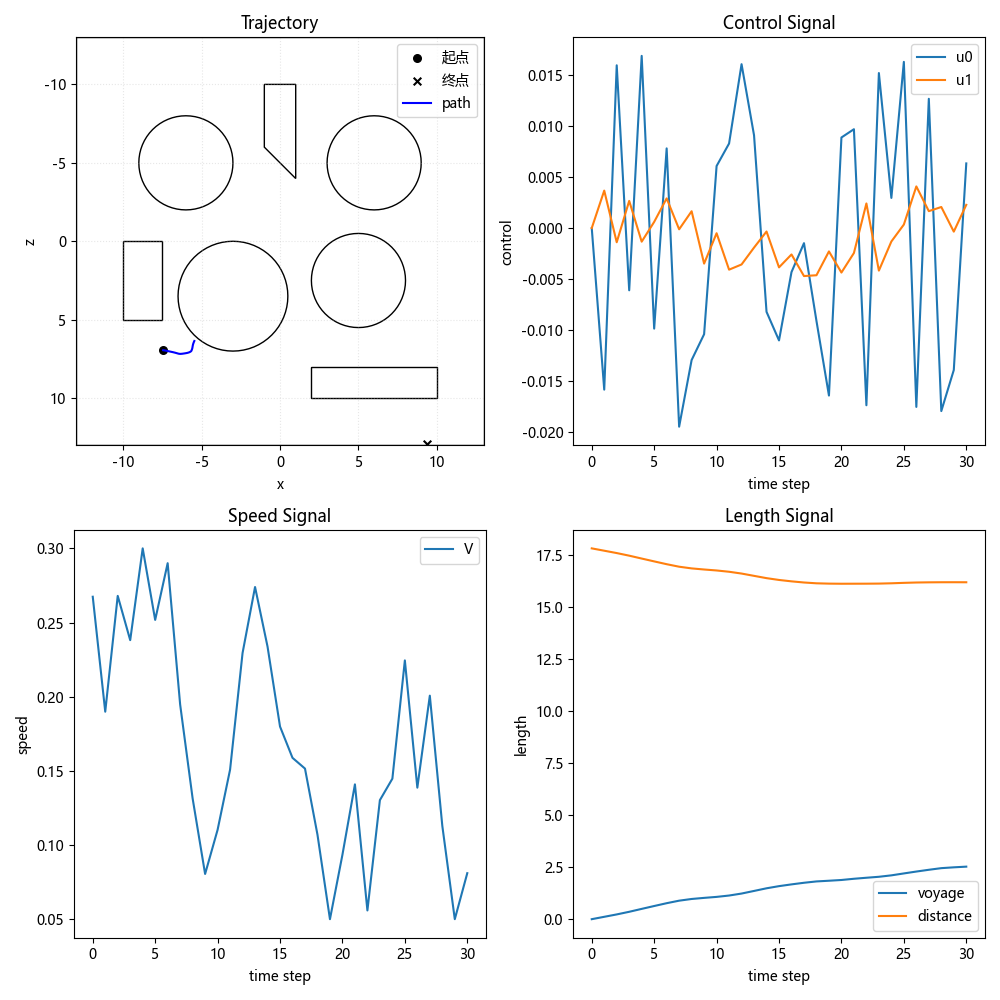 Trajectory
起点
终点
path
-10
-5
0
5
10
z
-10
-5
0
5
10
x
Control Signal
u0
u1
0.015
0.010
0.005
0.000
-0.005
-0.010
-0.015
-0.020
control
0
5
10
15
20
25
30
time step
Speed Signal
V
0.30
0.25
0.20
0.15
0.10
0.05
speed
0
5
10
15
20
25
30
time step
Length Signal
17.5
15.0
12.5
10.0
7.5
5.0
2.5
0.0
length
voyage
distance
0
5
10
15
20
25
30
time step